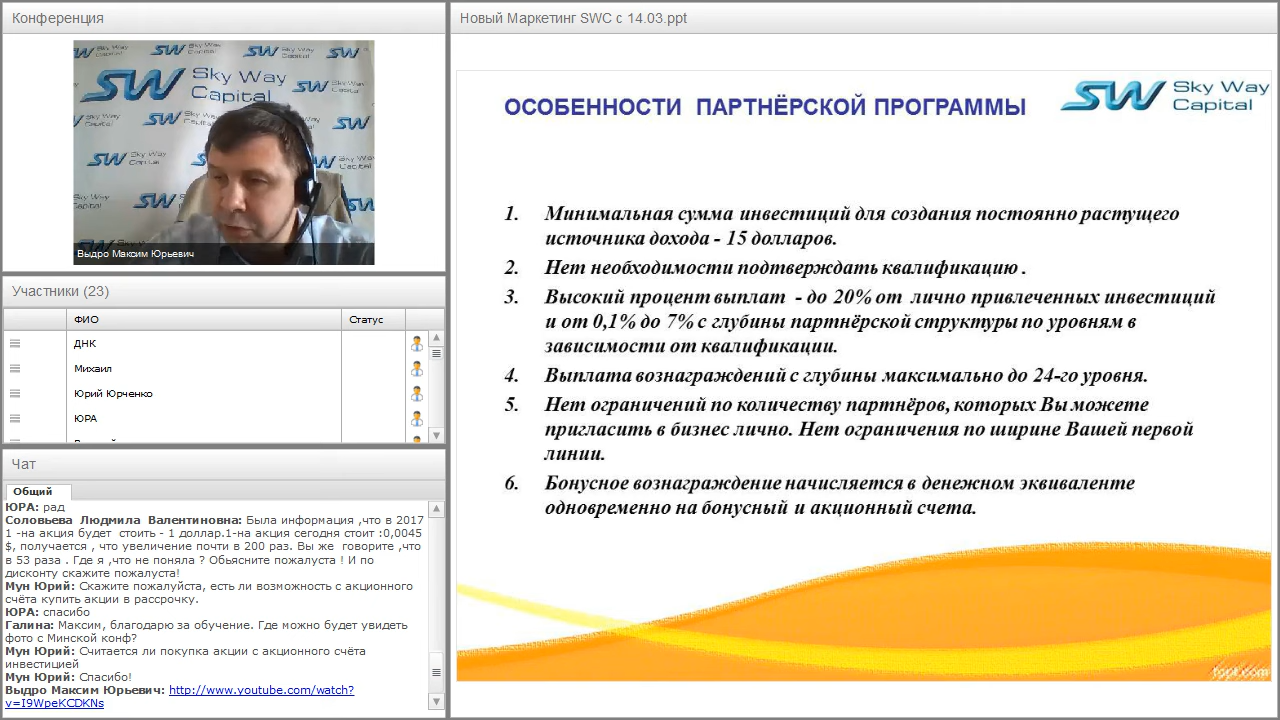 Конференция
SW Sky Way Capital
Выдро Максим Юрьевич
Участники (23)
ФИО Статус
ДНК
Михаил
Юрий Юрченко
ЮРА
Чат
Общий
ЮРА: рад
Соловьева Людмила Валентиновна: Была информация ,что в 2017
1 -на акция будет стоить - 1 доллар.1-на акция сегодня стоит :0,0045
$, получается , что увеличение почти в 200 раз. Вы же говорите ,что
в 53 раза . Где я ,что не поняла ? Обьясните пожалуста ! И по
дисконту скажите пожалуста!
Мун Юрий: Скажите пожалуйста, есть ли возможность с акционного
счёта купить акции в рассрочку.
ЮРА: спасибо
Галина: Максим, благодарю за обучение. Где можно будет увидеть
фото с Минской конф?
Мун Юрий: Считается ли покупка акции с акционного счёта
инвестицией
Мун Юрий: Спасибо!
Выдро Максим Юрьевич: http://www.youtube.com/watch?
v=I9WpeKCDKNs
Новый Маркетинг SWC с 14.03.ppt
ОСОБЕННОСТИ ПАРТНЁРСКОЙ ПРОГРАММЫ
SW Sky Way
Capital
1. Минимальная сумма инвестиций для создания постоянно растущего
источника дохода - 15 долларов.
2. Нет необходимости подтверждать квалификацию .
3. Высокий процент выплат - до 20% от лично привлеченных инвестиций
и от 0,1% до 7% с глубины партнёрской структуры по уровням в
зависимости от квалификации.
4. Выплата вознаграждений с глубины максимально до 24-го уровня.
5. Нет ограничений по количеству партнёров, которых Вы можете
пригласить в бизнес лично. Нет ограничения по ширине Вашей первой
линии.
6. Бонусное вознаграждение начисляется в денежном эквиваленте
одновременно на бонусный и акционный счета.
fppt.com